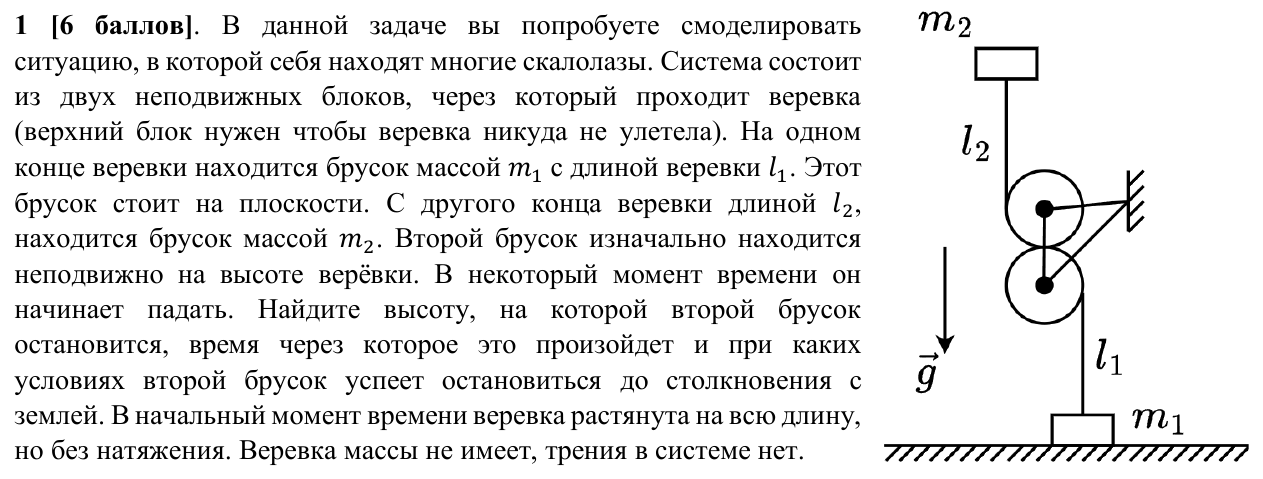 1 [6 баллов]. В данной задаче вы попробуете смоделировать
ситуацию, в которой себя находят многие скалолазы. Система состоит
из двух неподвижных блоков, через который проходит веревка
(верхний блок нужен чтобы веревка никуда не улетела). На одном
конце веревки находится брусок массой m₁ с длиной веревки l₁. Этот
брусок стоит на плоскости. С другого конца веревки длиной l₂,
находится брусок массой m₂. Второй брусок изначально находится
неподвижно на высоте верёвки. В некоторый момент времени он
начинает падать. Найдите высоту, на которой второй брусок
остановится, время через которое это произойдет и при каких
условиях второй брусок успеет остановиться до столкновения с
землей. В начальный момент времени веревка растянута на всю длину,
но без натяжения. Веревка массы не имеет, трения в системе нет.
m₂
l₂
g⃗
l₁
m₁